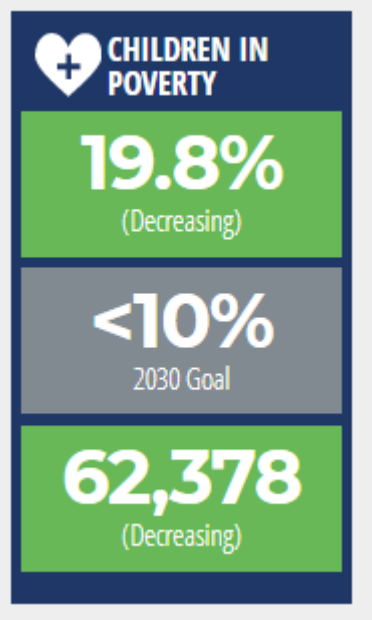 CHILDREN IN
POVERTY
19.8%
(Decreasing)
<10%
2030 Goal
62,378
(Decreasing)